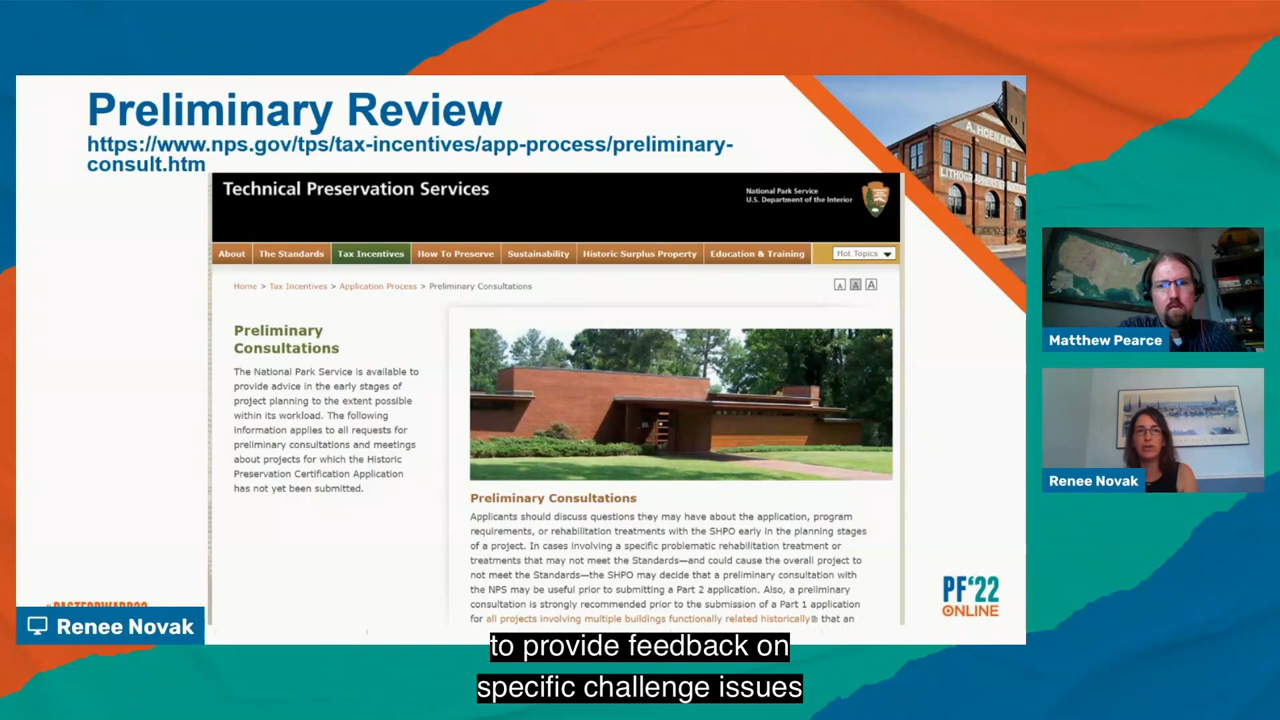 Preliminary Review
https://www.nps.gov/tps/tax-incentives/app-process/preliminary-
consult.htm
A. HOEN & CO.
LITHOGRAPHERS
Technical Preservation Services
National Park Service
U.S. Department of the Interior
About
The Standards
Tax Incentives
How To Preserve
Sustainability
Historic Surplus Property
Education & Training
Hot Topics
Home > Tax Incentives > Application Process > Preliminary Consultations
A A A
Preliminary
Consultations
The National Park Service is available to
provide advice in the early stages of
project planning to the extent possible
within its workload. The following
information applies to all requests for
preliminary consultations and meetings
about projects for which the Historic
Preservation Certification Application
has not yet been submitted.
Preliminary Consultations
Applicants should discuss questions they may have about the application, program
requirements, or rehabilitation treatments with the SHPO early in the planning stages
of a project. In cases involving a specific problematic rehabilitation treatment or
treatments that may not meet the Standards—and could cause the overall project to
not meet the Standards—the SHPO may decide that a preliminary consultation with
the NPS may be useful prior to submitting a Part 2 application. Also, a preliminary
consultation is strongly recommended prior to the submission of a Part 1 application
for all projects involving multiple buildings functionally related historically that an
Matthew Pearce
Renee Novak
PF'22
ONLINE
Renee Novak
to provide feedback on
specific challenge issues